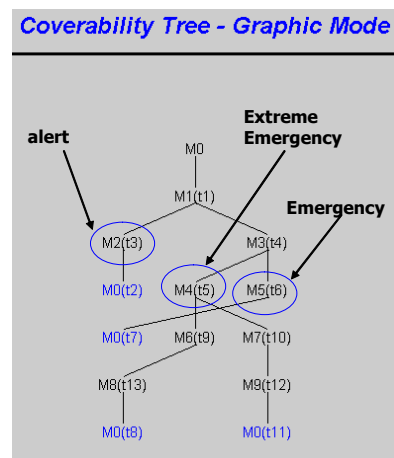 Coverability Tree - Graphic Mode
Extreme
Emergency
alert
M0
M1(t1)
Emergency
M2(t3)
M3(t4)
M0(t2)
M4(t5)
M5(t6)
M0(t7)
M6(t9)
M7(t10)
M8(t13)
M9(t12)
M0(t8)
M0(t11)